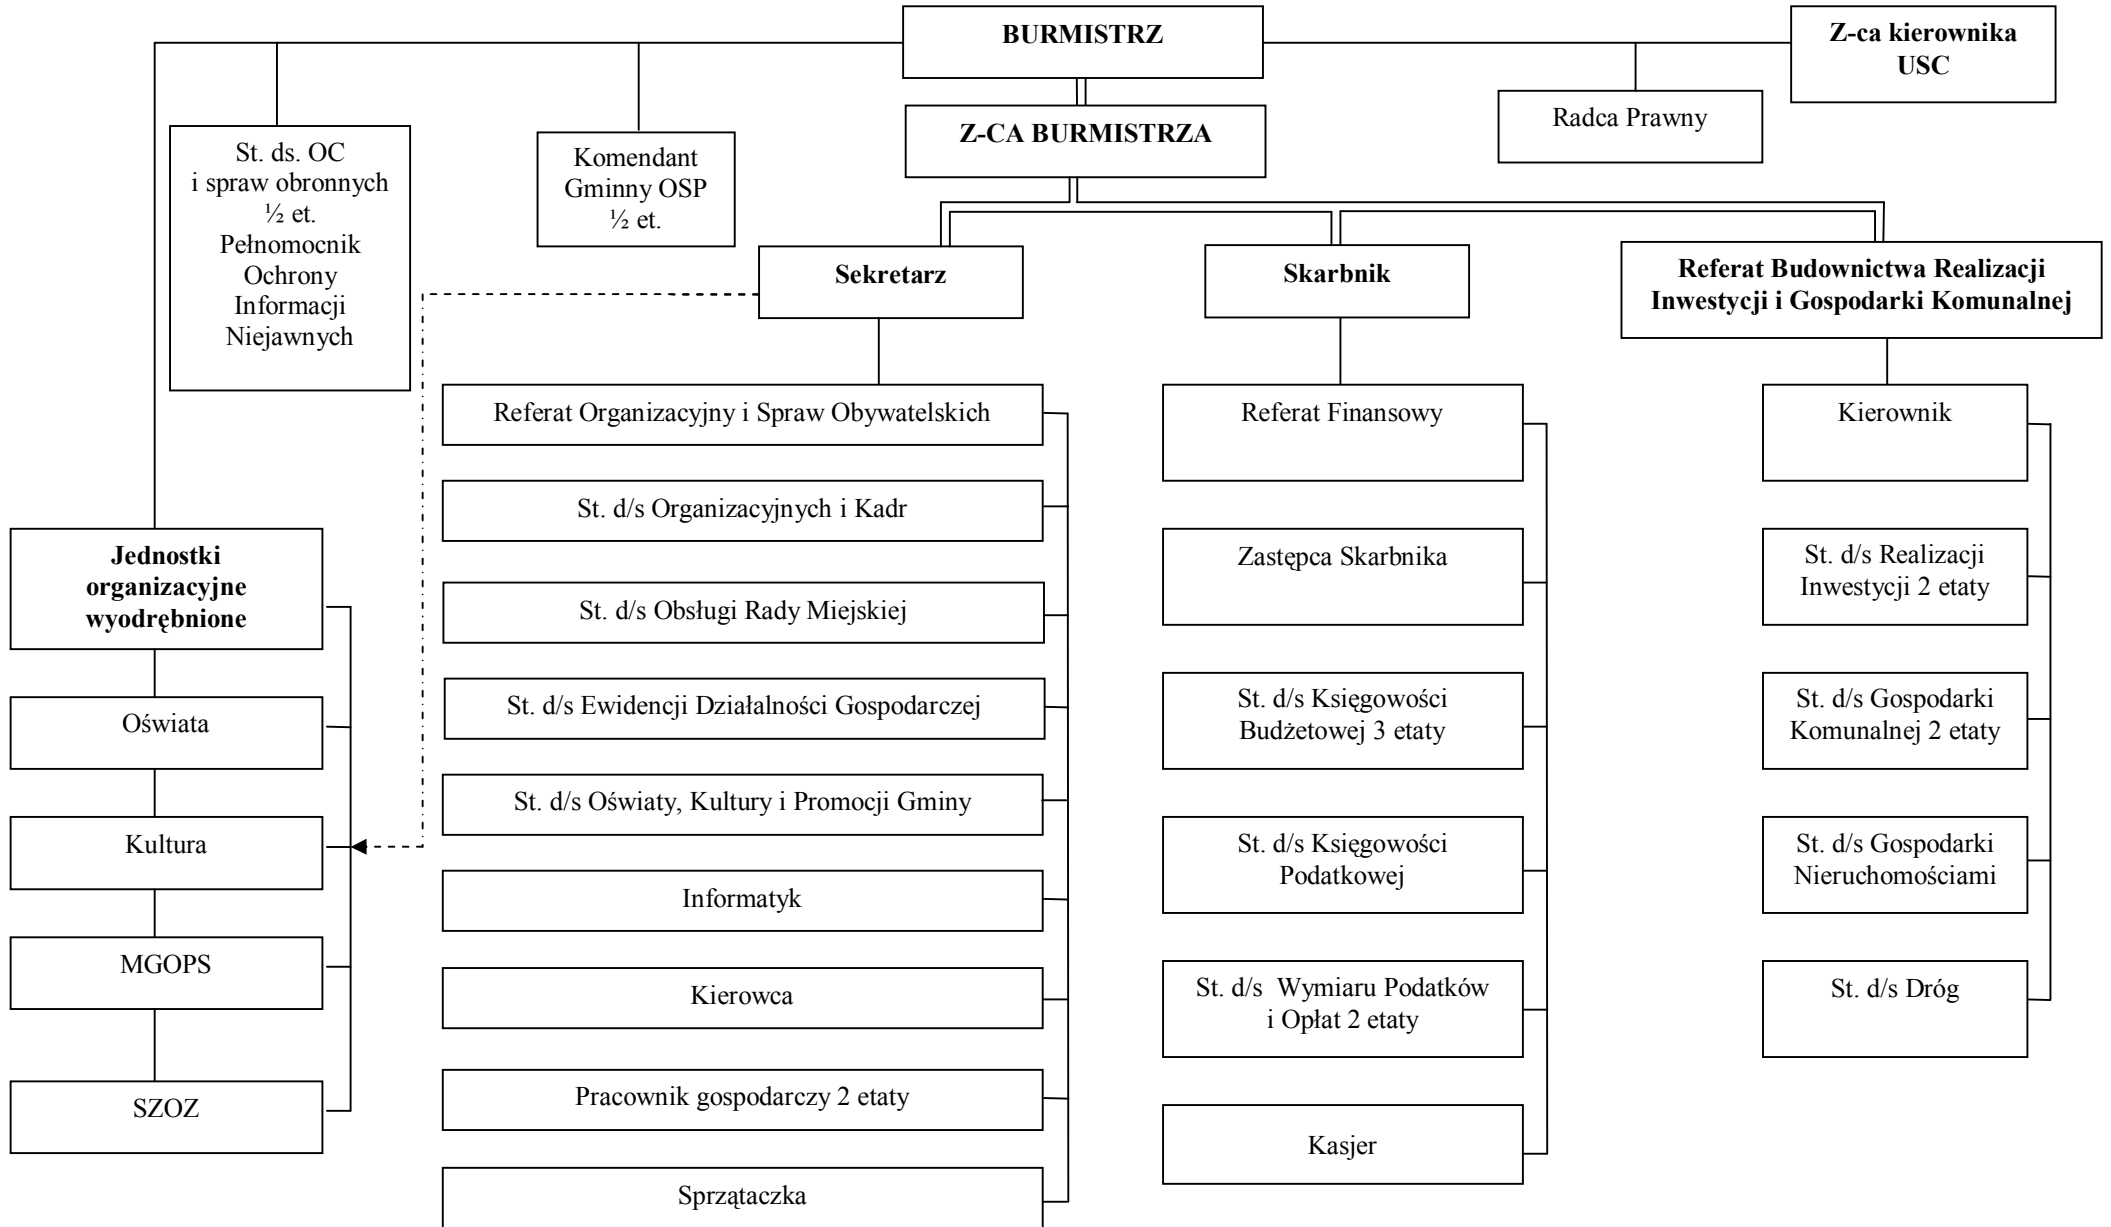 BURMISTRZ
Z-ca kierownika
USC
Z-CA BURMISTRZA
Radca Prawny
St. ds. OC
i spraw obronnych
½ et.
Pełnomocnik
Ochrony
Informacji
Niejawnych
Komendant
Gminny OSP
½ et.
Sekretarz
Skarbnik
Referat Budownictwa Realizacji
Inwestycji i Gospodarki Komunalnej
Jednostki
organizacyjne
wyodrębnione
Oświata
Kultura
MGOPS
SZOZ
Referat Organizacyjny i Spraw Obywatelskich
St. d/s Organizacyjnych i Kadr
St. d/s Obsługi Rady Miejskiej
St. d/s Ewidencji Działalności Gospodarczej
St. d/s Oświaty, Kultury i Promocji Gminy
Informatyk
Kierowca
Pracownik gospodarczy 2 etaty
Sprzątaczka
Referat Finansowy
Zastępca Skarbnika
St. d/s Księgowości
Budżetowej 3 etaty
St. d/s Księgowości
Podatkowej
St. d/s Wymiaru Podatków
i Opłat 2 etaty
Kasjer
Kierownik
St. d/s Realizacji
Inwestycji 2 etaty
St. d/s Gospodarki
Komunalnej 2 etaty
St. d/s Gospodarki
Nieruchomościami
St. d/s Dróg